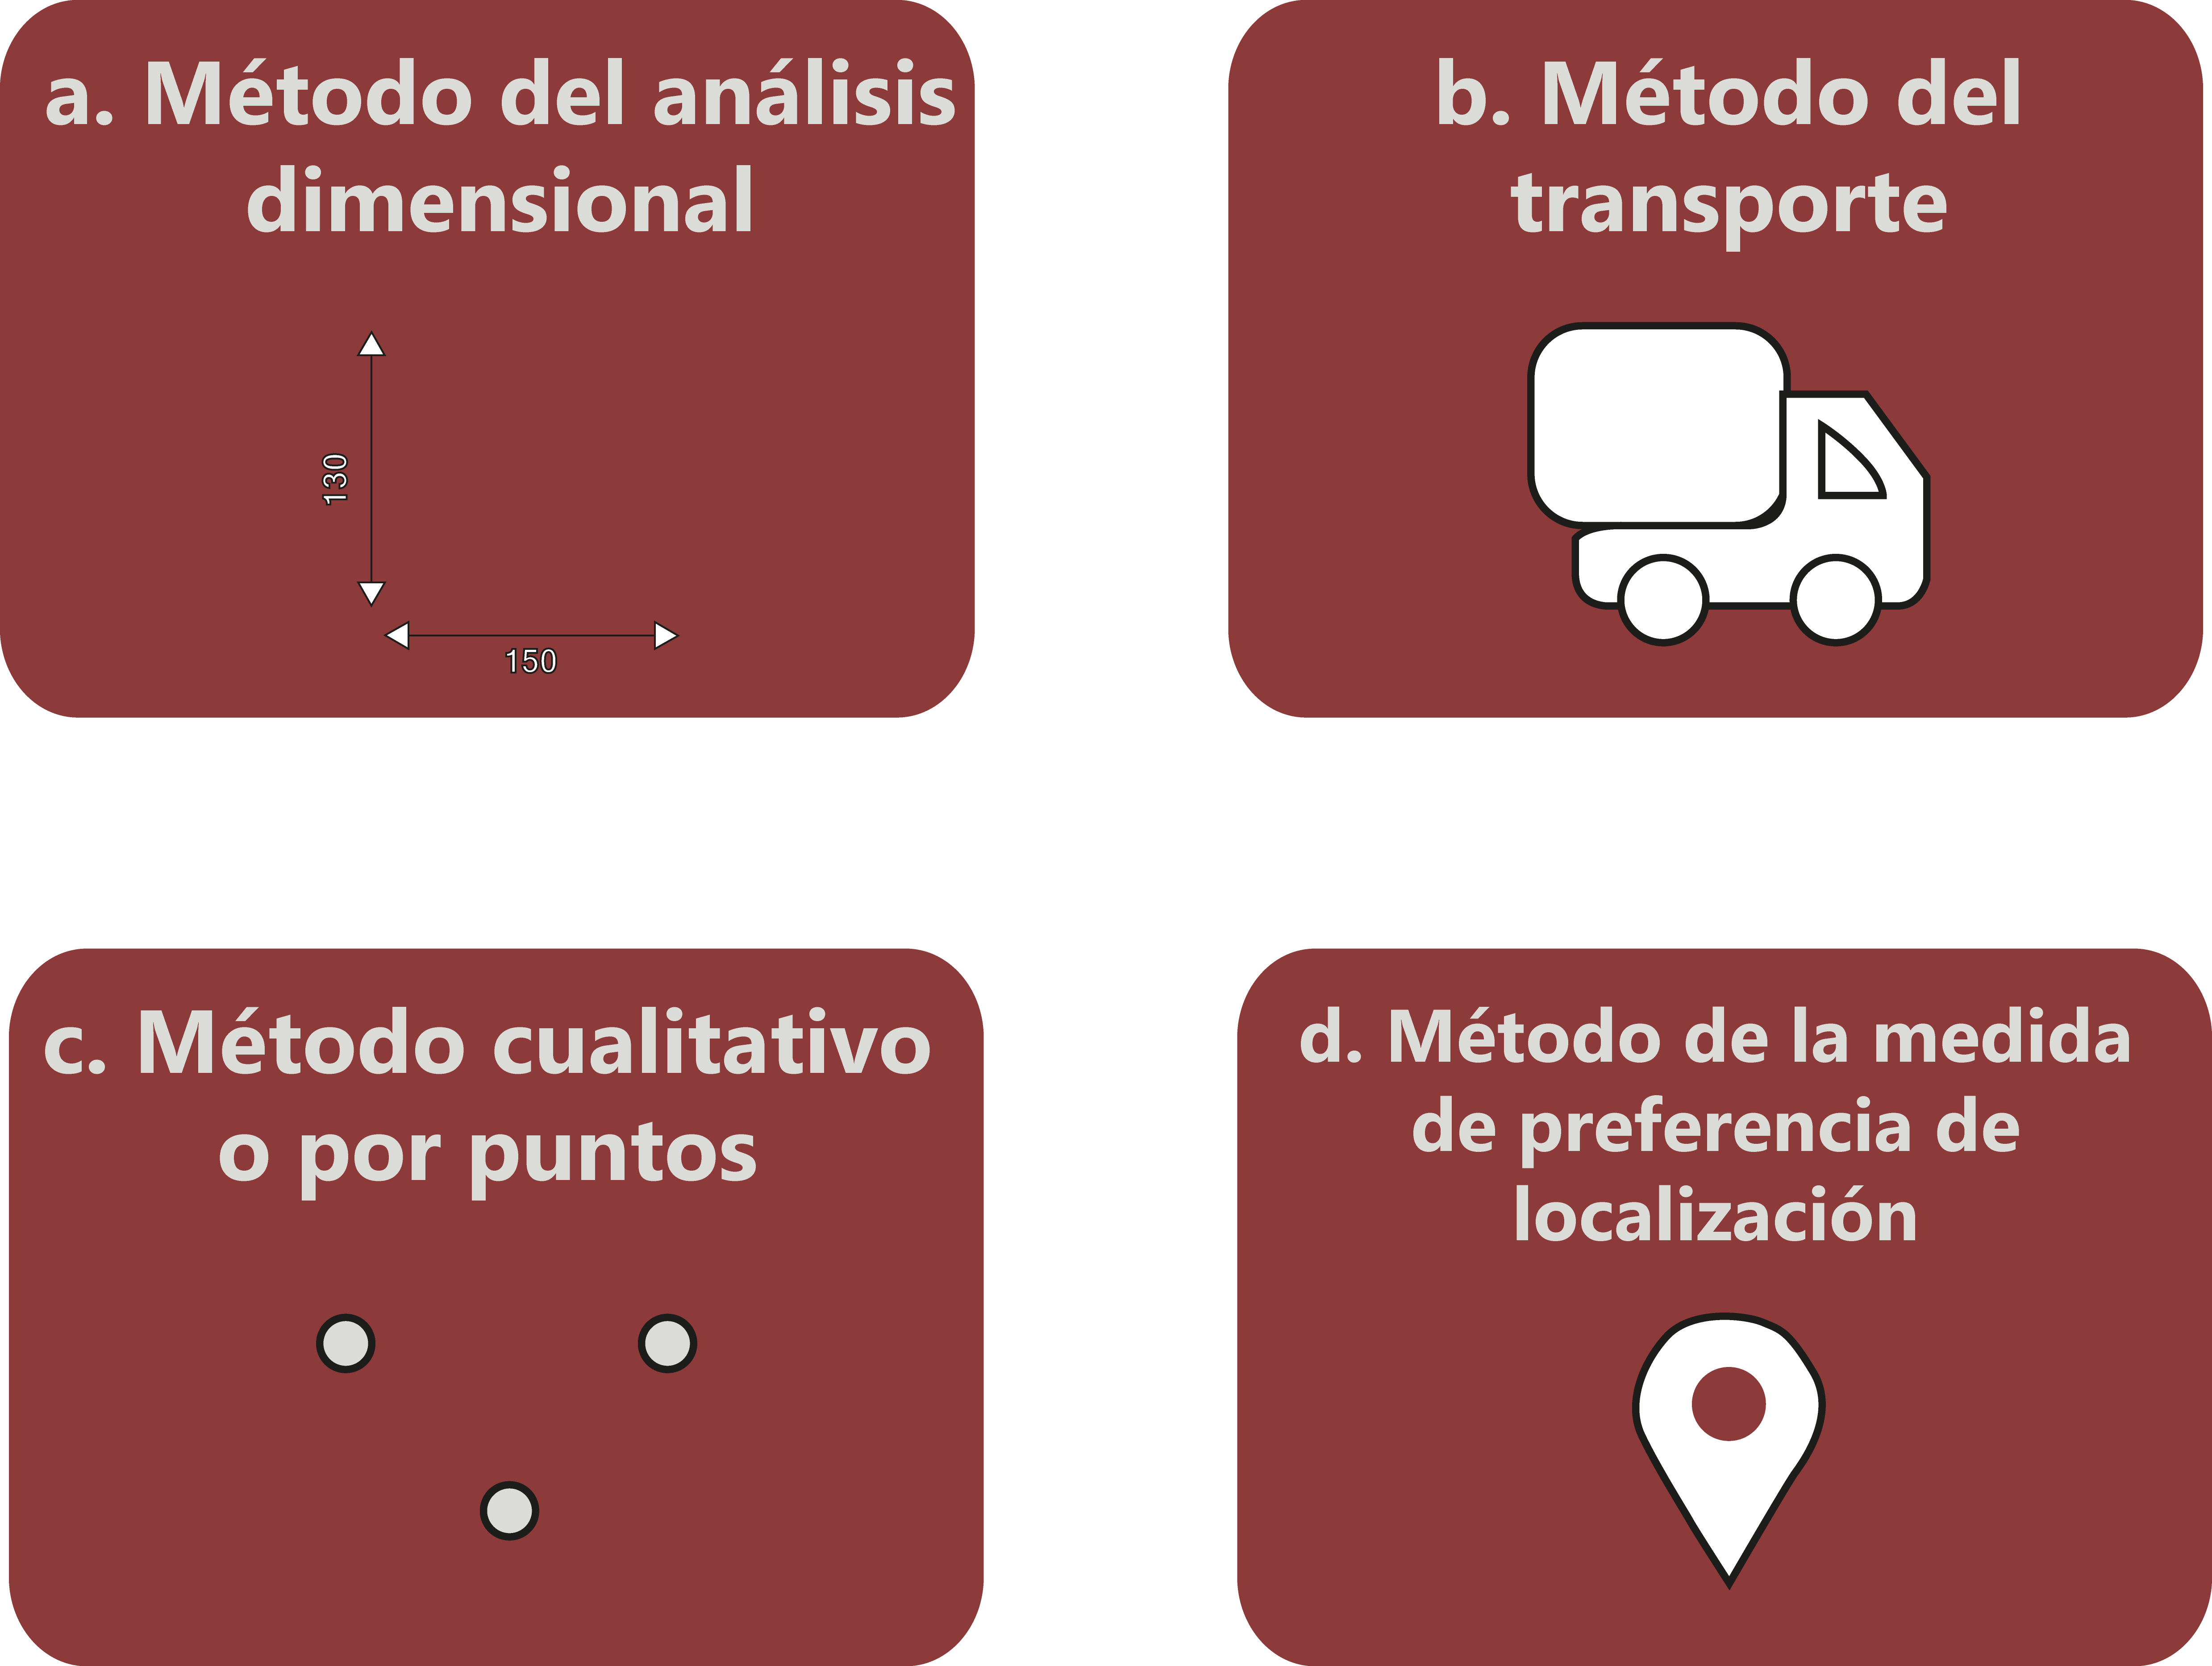 a. Método del análisis
dimensional
130
150
b. Método del
transporte
c. Método cualitativo
o por puntos
d. Método de la medida
de preferencia de
localización